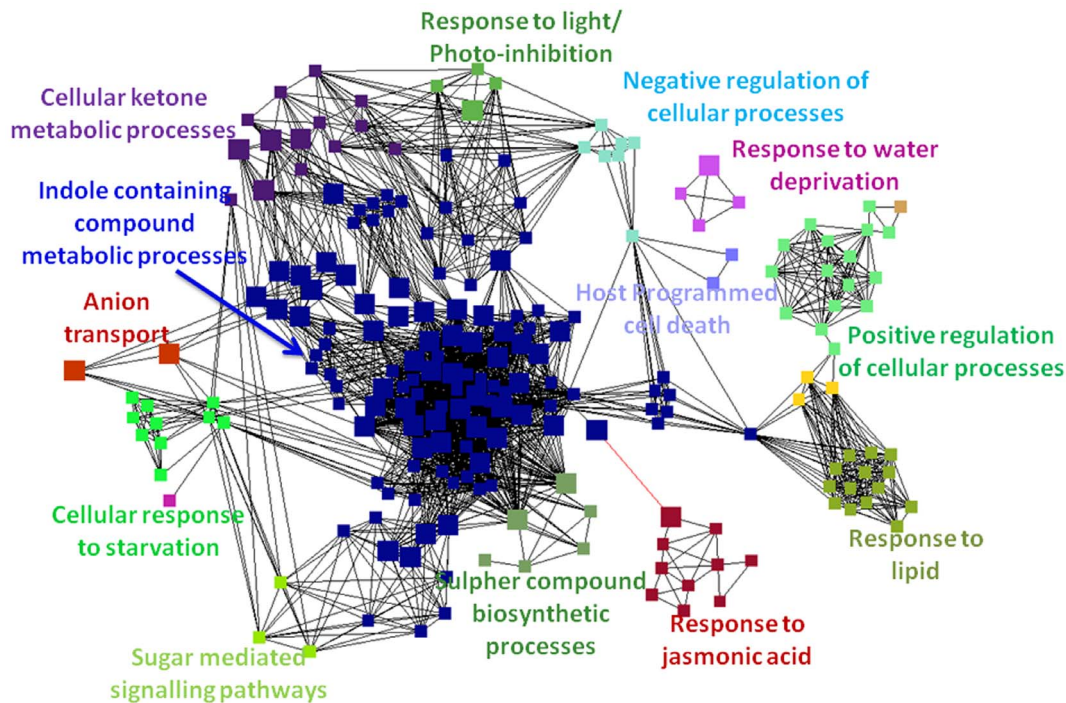 Response to light/
Photo-inhibition
Cellular ketone
metabolic processes
Negative regulation of
cellular processes
Response to water
deprivation
Indole containing
compound
metabolic processes
Anion
transport
Host Programmed
cell death
Positive regulation
of cellular processes
Cellular response
to starvation
Response to
lipid
Sulpher compound
biosynthetic
processes
Response to
jasmonic acid
Sugar mediated
signalling pathways